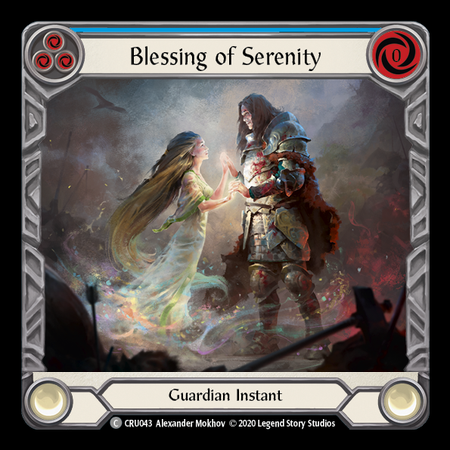 Blessing of Serenity
0
Guardian Instant
C CRU043 Alexander Mokhov © 2020 Legend Story Studios